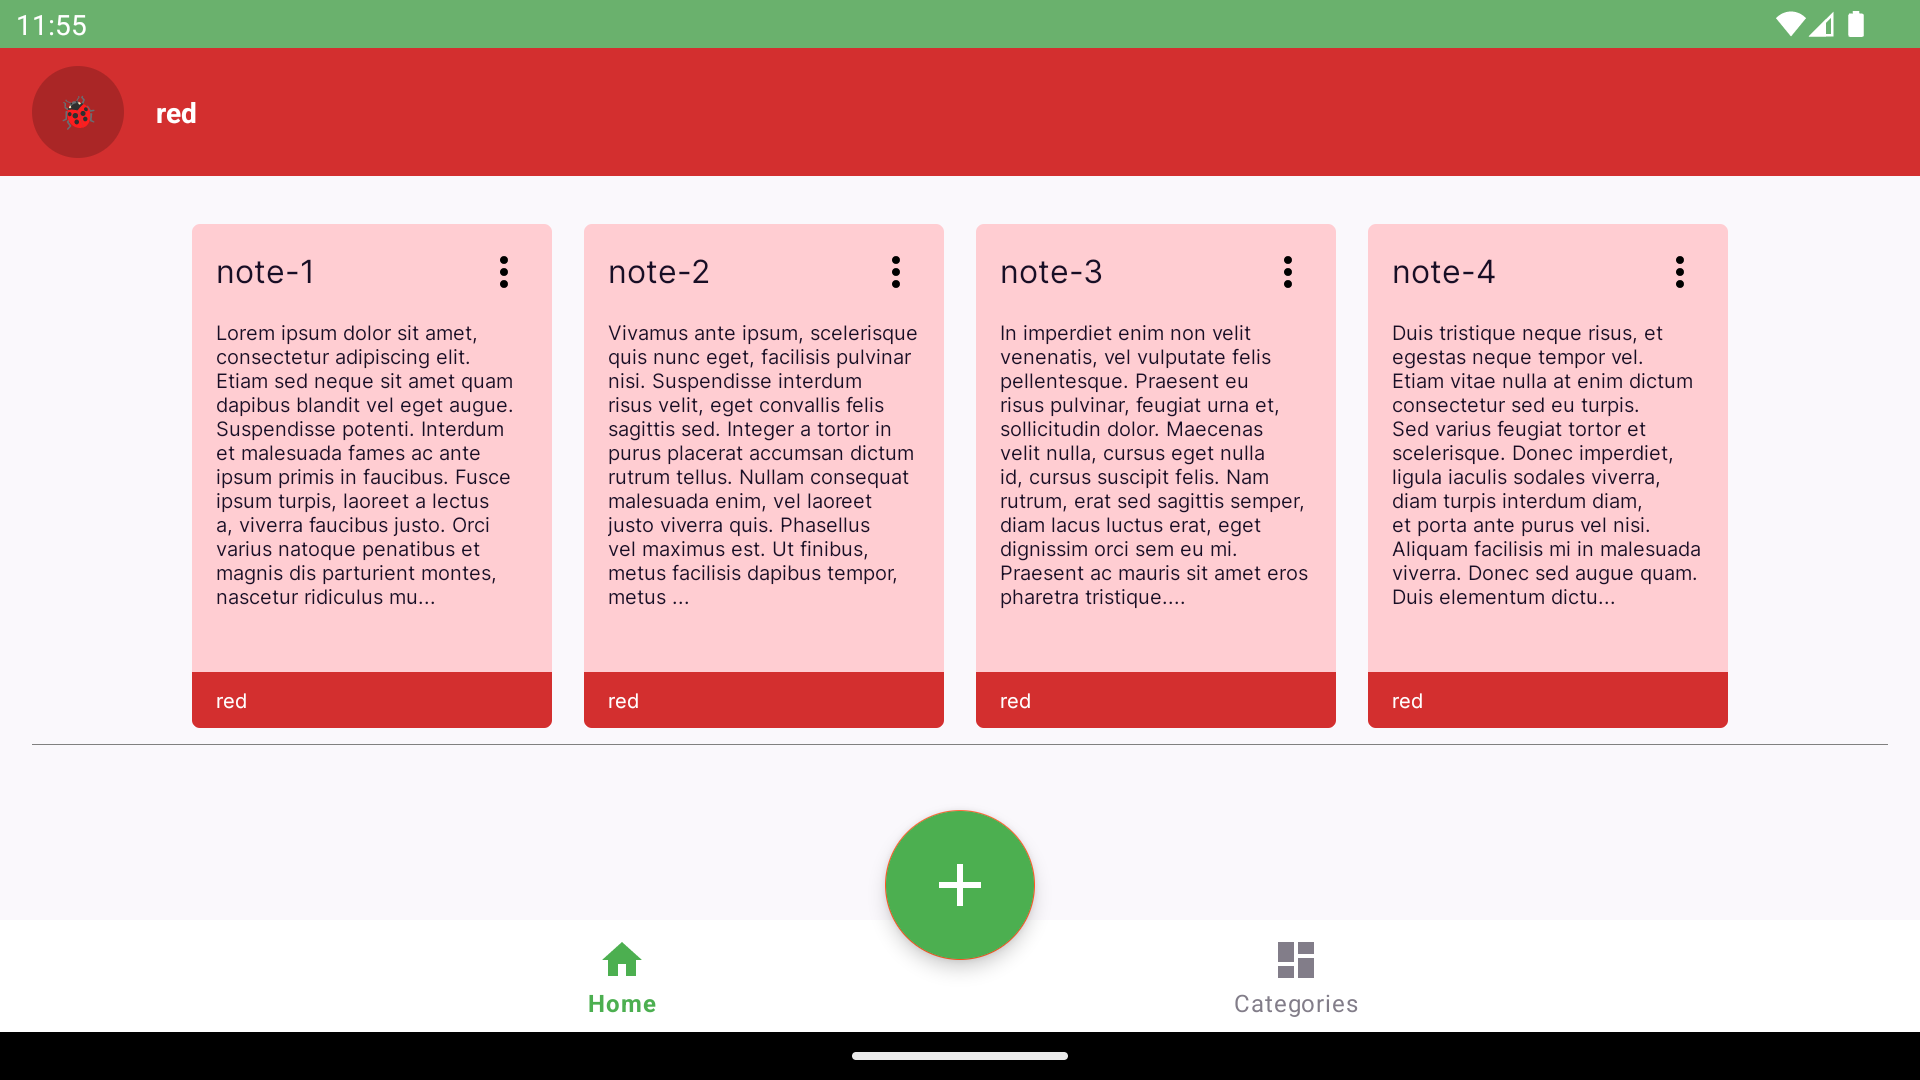 11:55
red
note-1
Lorem ipsum dolor sit amet,
consectetur adipiscing elit.
Etiam sed neque sit amet quam
dapibus blandit vel eget augue.
Suspendisse potenti. Interdum
et malesuada fames ac ante
ipsum primis in faucibus. Fusce
ipsum turpis, laoreet a lectus
a, viverra faucibus justo. Orci
varius natoque penatibus et
magnis dis parturient montes,
nascetur ridiculus mu...
red
note-2
Vivamus ante ipsum, scelerisque
quis nunc eget, facilisis pulvinar
nisi. Suspendisse interdum
risus velit, eget convallis felis
sagittis sed. Integer a tortor in
purus placerat accumsan dictum
rutrum tellus. Nullam consequat
malesuada enim, vel laoreet
justo viverra quis. Phasellus
vel maximus est. Ut finibus,
metus facilisis dapibus tempor,
metus ...
red
note-3
In imperdiet enim non velit
venenatis, vel vulputate felis
pellentesque. Praesent eu
risus pulvinar, feugiat urna et,
sollicitudin dolor. Maecenas
velit nulla, cursus eget nulla
id, cursus suscipit felis. Nam
rutrum, erat sed sagittis semper,
diam lacus luctus erat, eget
dignissim orci sem eu mi.
Praesent ac mauris sit amet eros
pharetra tristique....
red
note-4
Duis tristique neque risus, et
egestas neque tempor vel.
Etiam vitae nulla at enim dictum
consectetur sed eu turpis.
Sed varius feugiat tortor et
scelerisque. Donec imperdiet,
ligula iaculis sodales viverra,
diam turpis interdum diam,
et porta ante purus vel nisi.
Aliquam facilisis mi in malesuada
viverra. Donec sed augue quam.
Duis elementum dictu...
red
Home
Categories